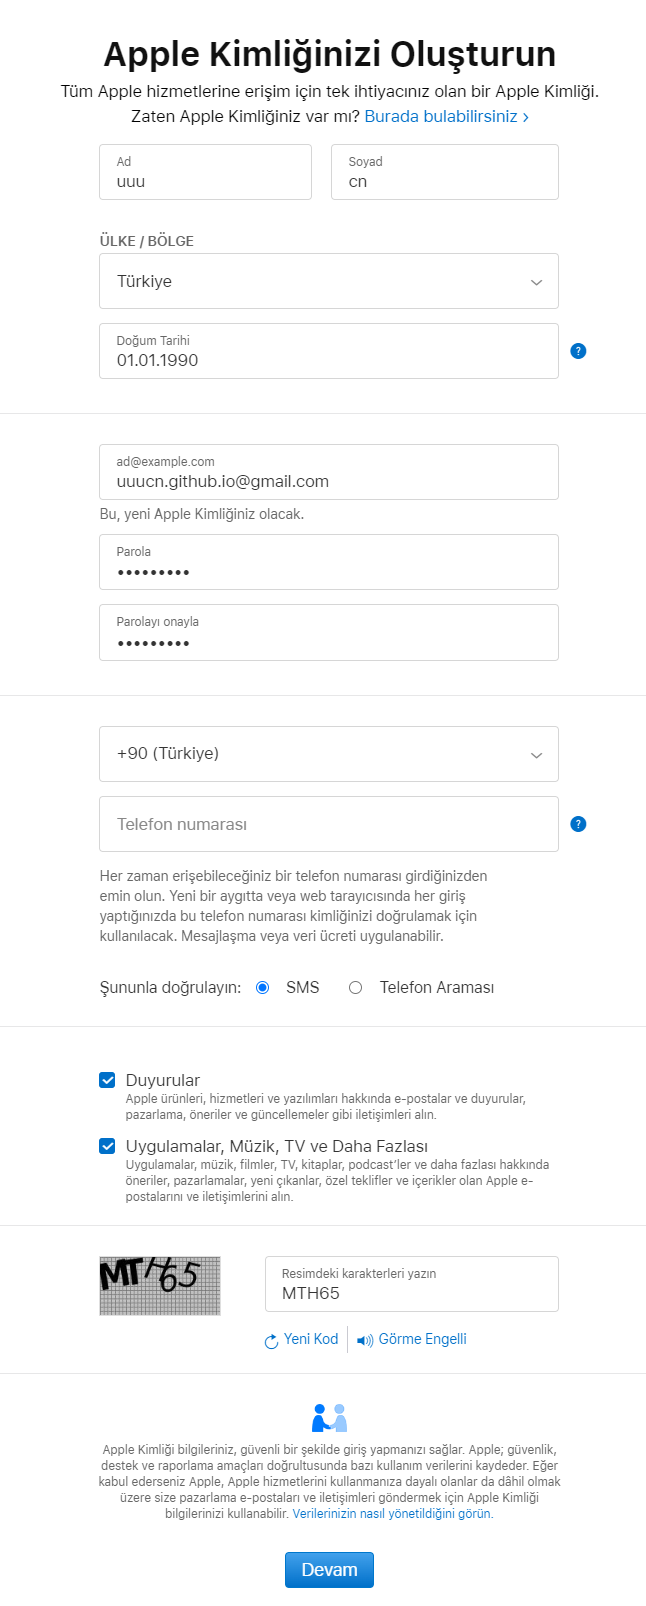 Apple Kimliğinizi Oluşturun
Tüm Apple hizmetlerine erişim için tek ihtiyacınız olan bir Apple Kimliği.
Zaten Apple Kimliğiniz var mı? Burada bulabilirsiniz ›
Ad
uuu
Soyad
cn
ÜLKE / BÖLGE
Türkiye
Doğum Tarihi
01.01.1990
?
ad@example.com
uuucn.github.io@gmail.com
Bu, yeni Apple Kimliğiniz olacak.
Parola
•••••••••
Parolayı onayla
•••••••••
+90 (Türkiye)
Telefon numarası
?
Her zaman erişebileceğiniz bir telefon numarası girdiğinizden
emin olun. Yeni bir aygıtta veya web tarayıcısında her giriş
yaptığınızda bu telefon numarası kimliğinizi doğrulamak için
kullanılacak. Mesajlaşma veya veri ücreti uygulanabilir.
Şununla doğrulayın: SMS Telefon Araması
Duyurular
Apple ürünleri, hizmetleri ve yazılımları hakkında e-postalar ve duyurular,
pazarlama, öneriler ve güncellemeler gibi iletişimleri alın.
Uygulamalar, Müzik, TV ve Daha Fazlası
Uygulamalar, müzik, filmler, TV, kitaplar, podcast'ler ve daha fazlası hakkında
öneriler, pazarlamalar, yeni çıkanlar, özel teklifler ve içerikler olan Apple e-
postalarını ve iletişimlerini alın.
MTH65
Resimdeki karakterleri yazın
MTH65
Yeni Kod
Görme Engelli
Apple Kimliği bilgileriniz, güvenli bir şekilde giriş yapmanızı sağlar. Apple; güvenlik,
destek ve raporlama amaçları doğrultusunda bazı kullanım verilerini kaydeder. Eğer
kabul ederseniz Apple, Apple hizmetlerini kullanmanıza dayalı olanlar da dâhil olmak
üzere size pazarlama e-postaları ve iletişimleri göndermek için Apple Kimliği
bilgilerinizi kullanabilir. Verilerinizin nasıl yönetildiğini görün.
Devam